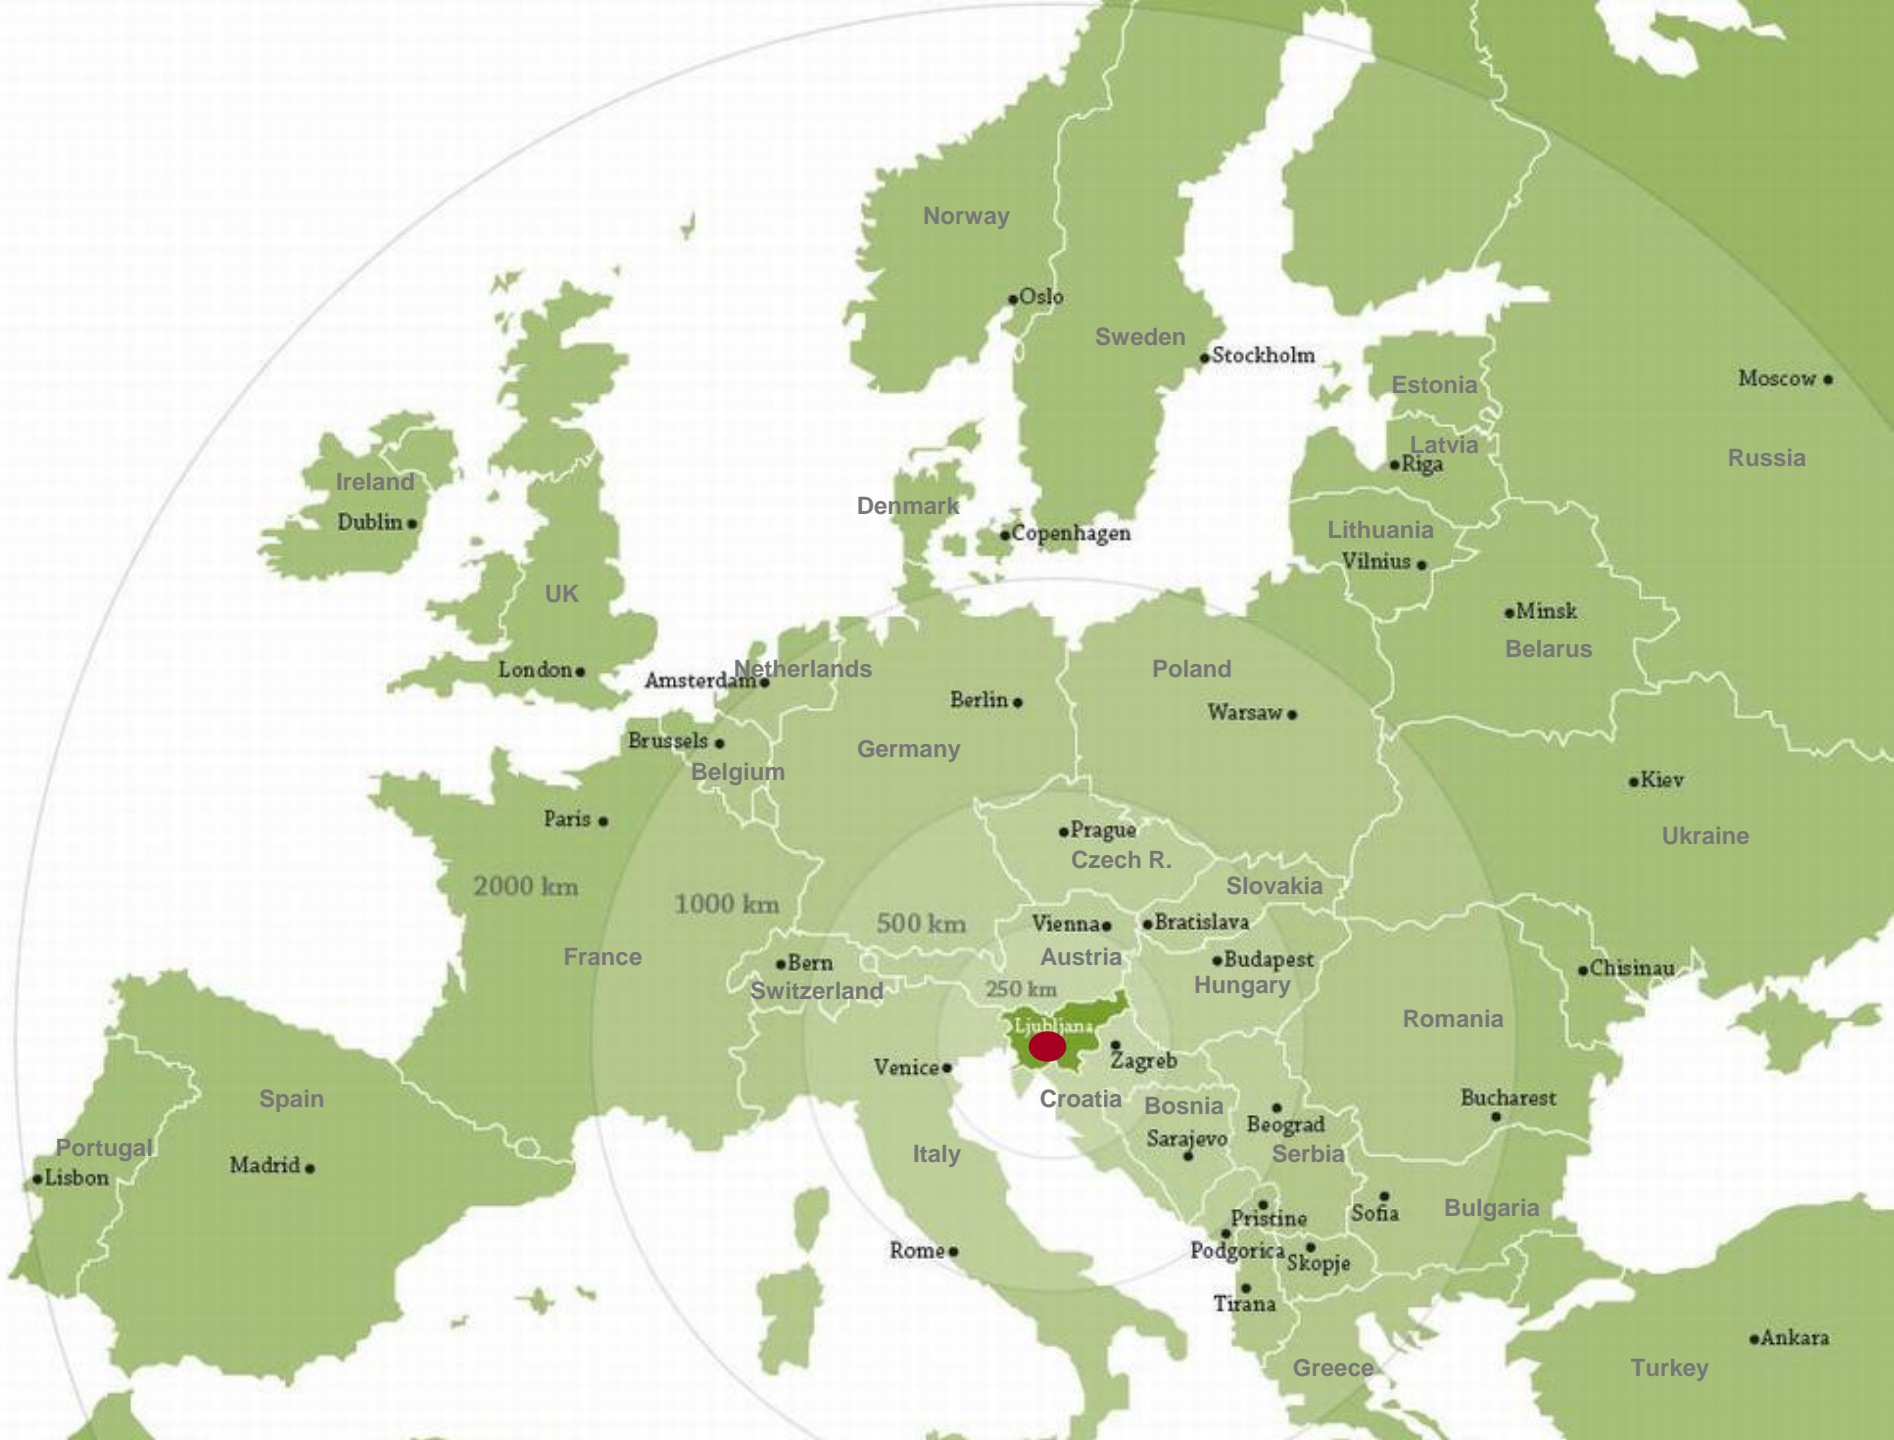 Norway
Oslo
Sweden
Stockholm
Estonia
Moscow
Latvia
Riga
Russia
Ireland
Dublin
Denmark
Copenhagen
Lithuania
Vilnius
UK
Minsk
Belarus
London
Netherlands
Amsterdam
Poland
Berlin
Warsaw
Brussels
Germany
Belgium
Kiev
Paris
Prague
Ukraine
Czech R.
2000 km
Slovakia
1000 km
500 km
Vienna
Bratislava
France
Austria
Bern
Budapest
Chisinau
Switzerland
250 km
Hungary
Romania
Ljubljana
Zagreb
Venice
Spain
Croatia
Bosnia
Bucharest
Beograd
Portugal
Sarajevo
Italy
Serbia
Madrid
Lisbon
Bulgaria
Sofia
Pristine
Rome
Podgorica
Skopje
Tirana
Ankara
Greece
Turkey